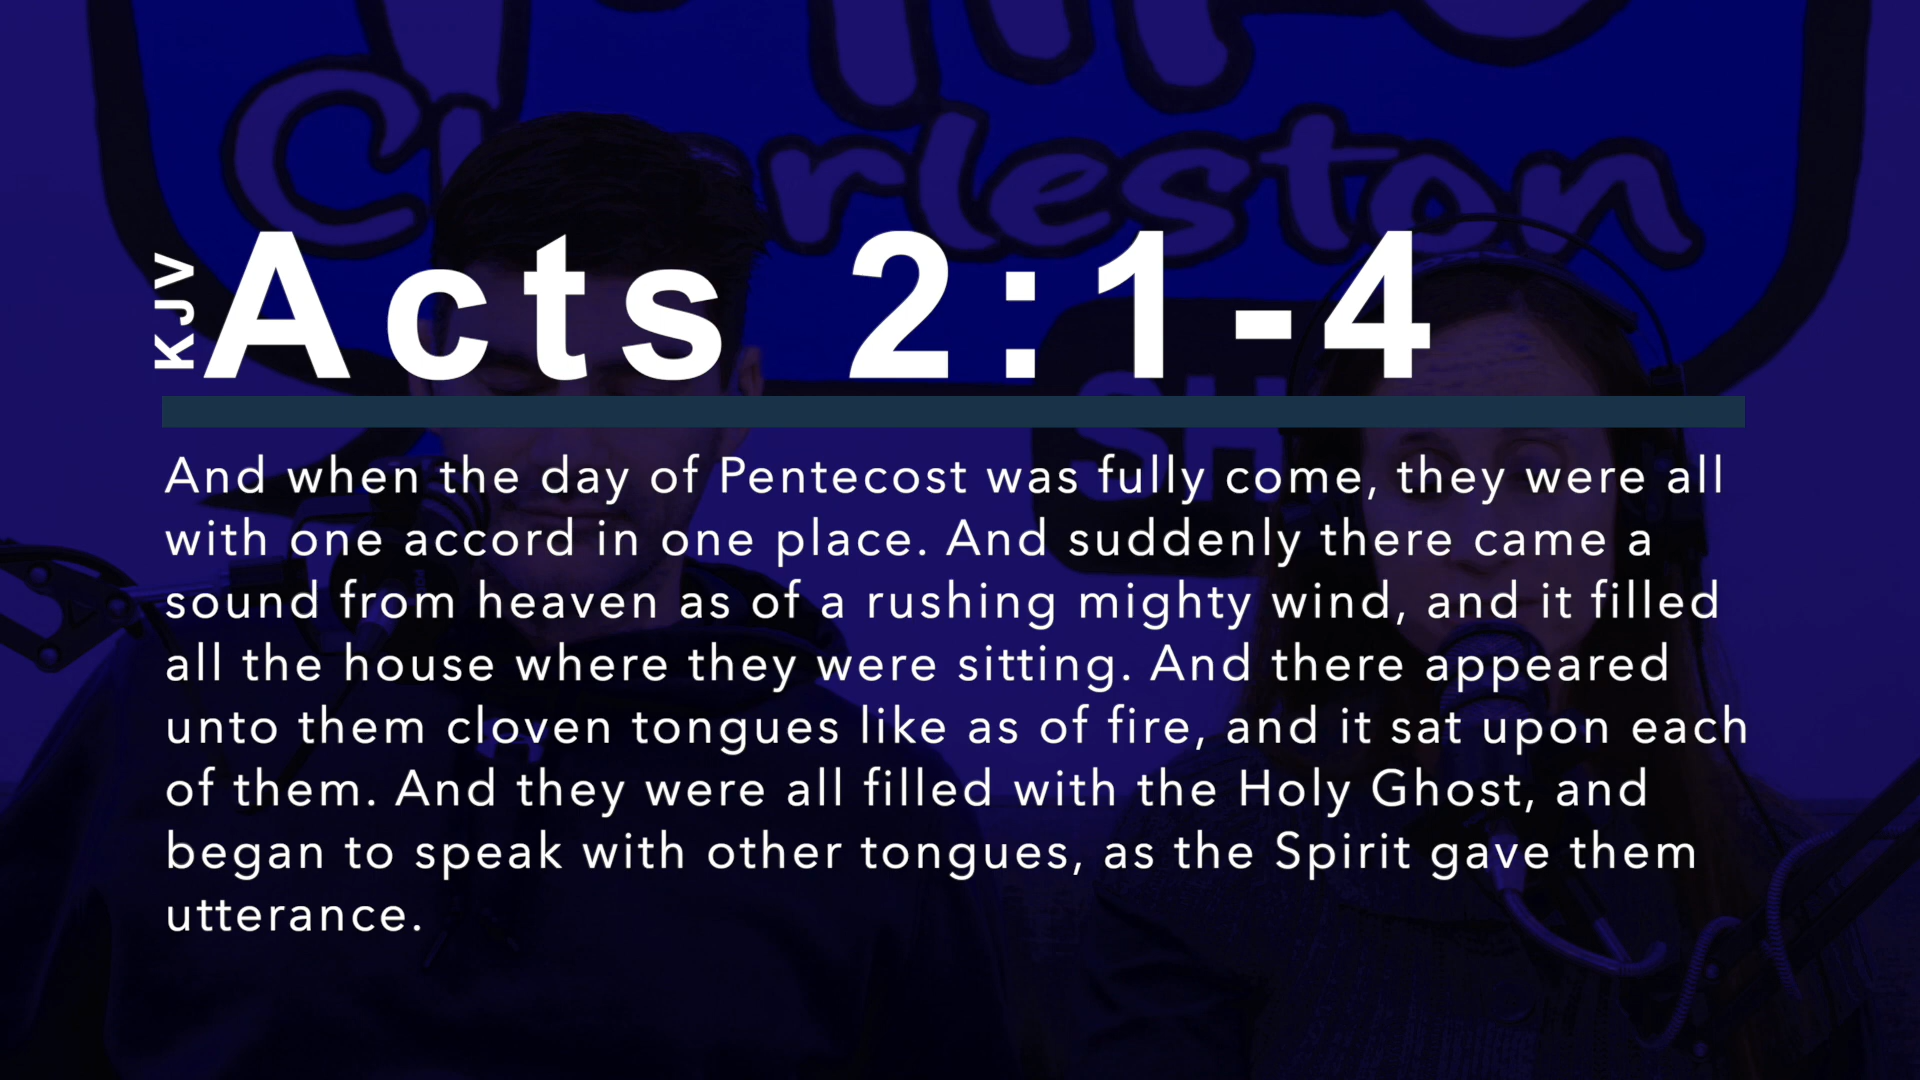 Charleston
KJV
Acts 2:1-4
SH
And when the day of Pentecost was fully come, they were all
with one accord in one place. And suddenly there came a
sound from heaven as of a rushing mighty wind, and it filled
all the house where they were sitting. And there appeared
unto them cloven tongues like as of fire, and it sat upon each
of them. And they were all filled with the Holy Ghost, and
began to speak with other tongues, as the Spirit gave them
utterance.